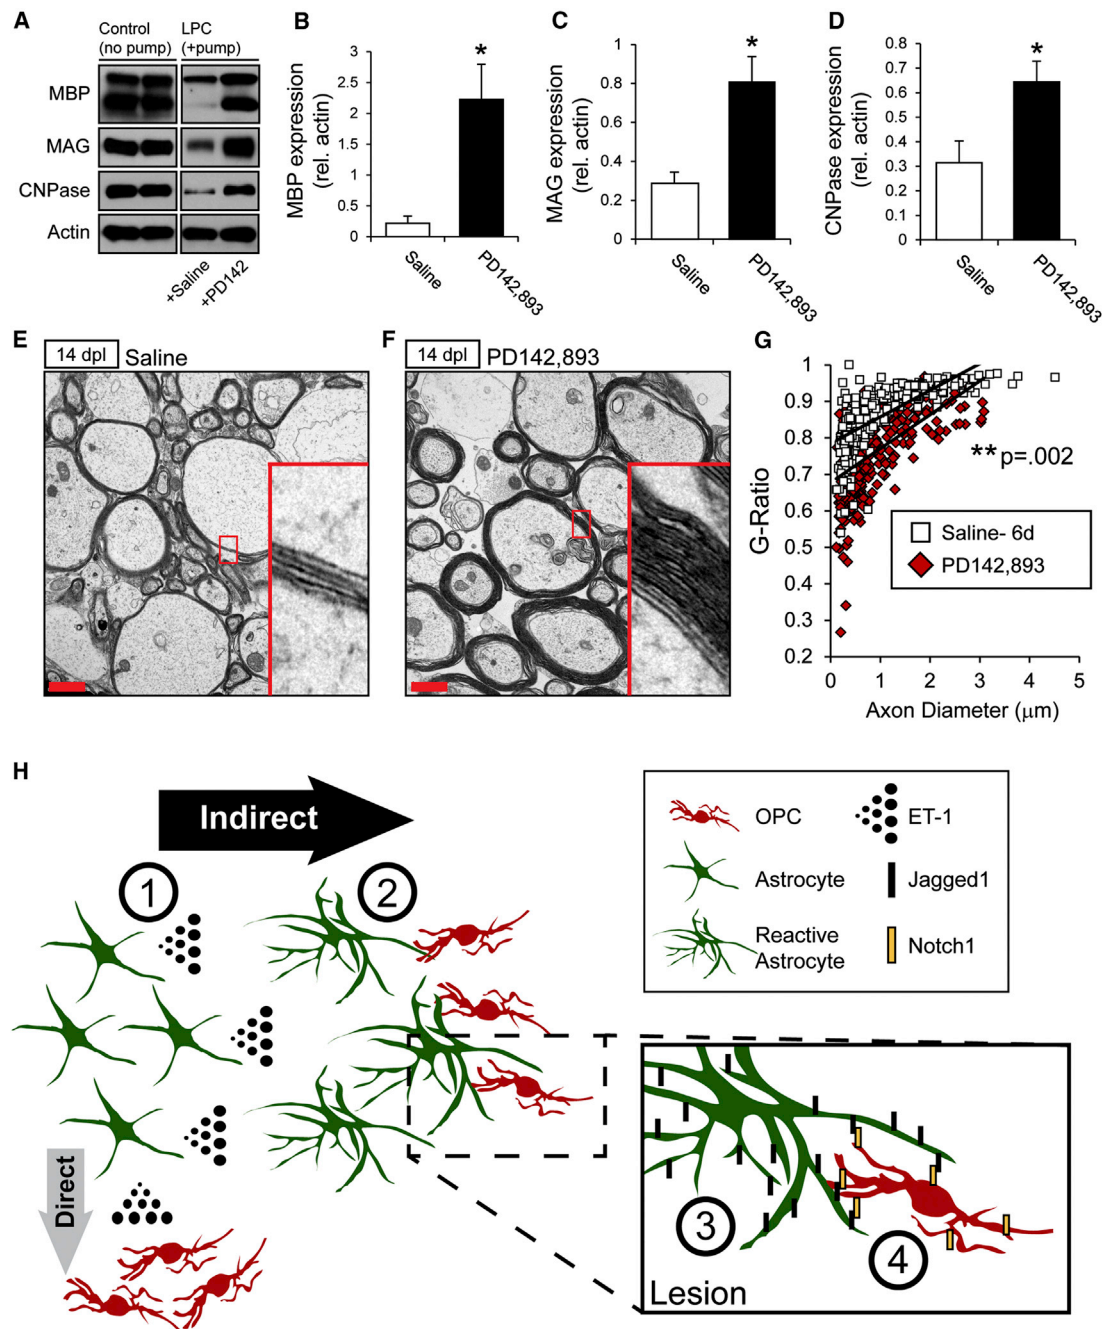 A
Control
(no pump)
LPC
(+pump)
MBP
MAG
CNPase
Actin
+Saline
+PD142
B
MBP expression
(rel. actin)
3
2.5
2
1.5
1
0.5
0
*
Saline
PD142,893
C
MAG expression
(rel. actin)
1
0.8
0.6
0.4
0.2
0
*
Saline
PD142,893
D
CNPase expression
(rel. actin)
0.9
0.8
0.7
0.6
0.5
0.4
0.3
0.2
0.1
0
*
Saline
PD142,893
E
14 dpl
Saline
F
14 dpl
PD142,893
G
G-Ratio
1
0.9
0.8
0.7
0.6
0.5
0.4
0.3
0.2
**p=.002
Saline- 6d
PD142,893
0
1
2
3
4
5
Axon Diameter (μm)
H
Indirect
1
2
Direct
OPC
ET-1
Astrocyte
Jagged1
Reactive
Astrocyte
Notch1
3
4
Lesion